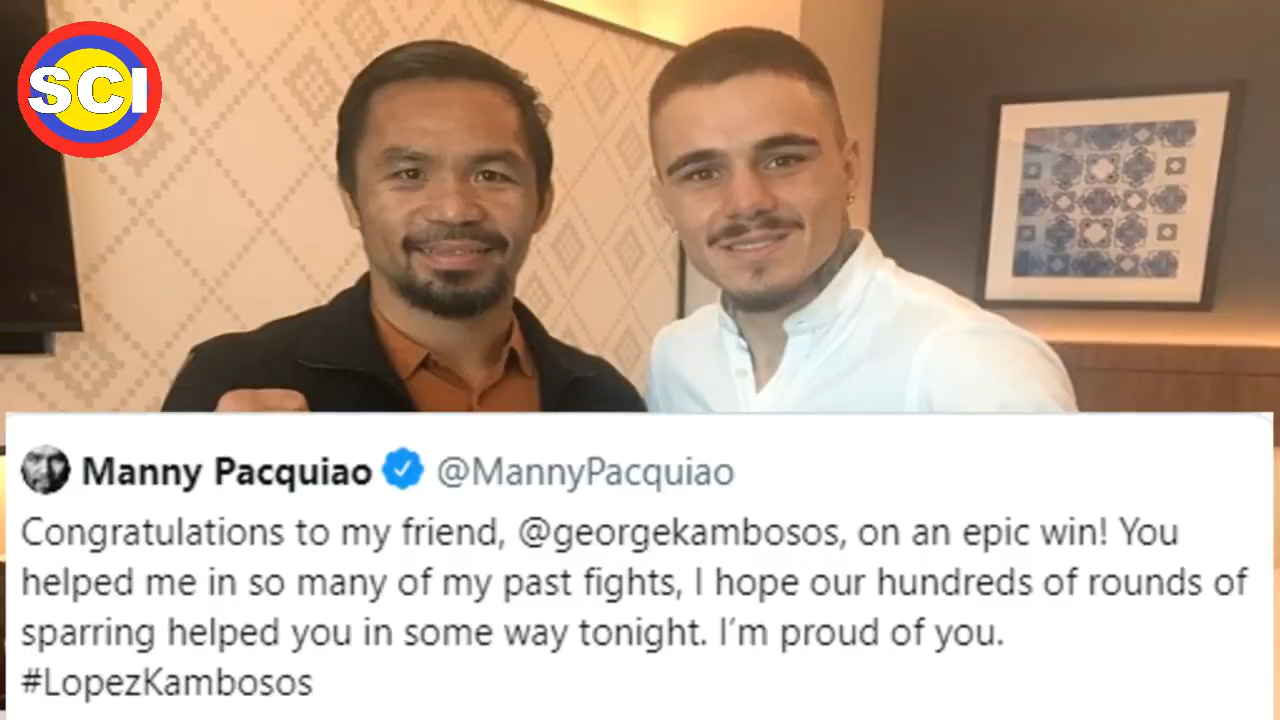 SCI
Manny Pacquiao @MannyPacquiao
Congratulations to my friend, @georgekambosos, on an epic win! You
helped me in so many of my past fights, I hope our hundreds of rounds of
sparring helped you in some way tonight. I'm proud of you.
#LopezKambosos